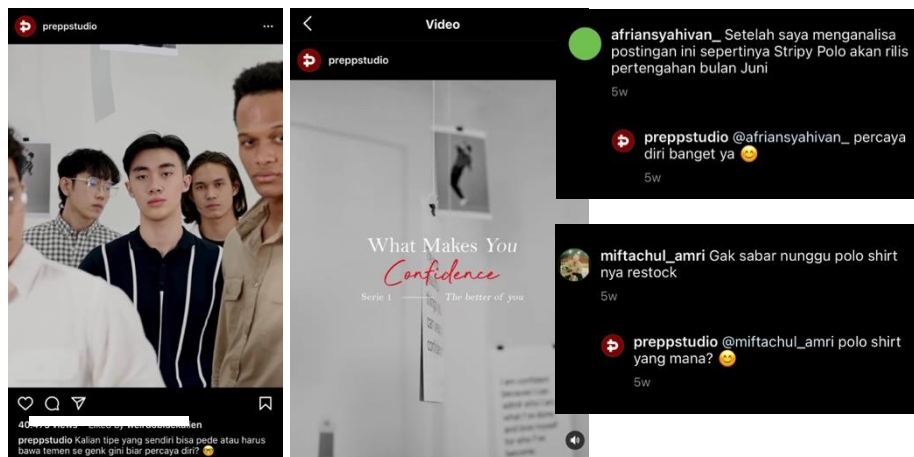 preppstudio
preppstudio Kalian tipe yang sendiri bisa pede atau harus
bawa temen se genk gini biar percaya diri? 🤓
Video
preppstudio
What Makes You
Confidence
Serie 1 The better of you
afriansyahivan_ Setelah saya menganalisa
postingan ini sepertinya Stripy Polo akan rilis
pertengahan bulan Juni
5w
preppstudio @afriansyahivan_ percaya
diri banget ya 😊
5w
miftachul_amri Gak sabar nunggu polo shirt
nya restock
5w
preppstudio @miftachul_amri polo shirt
yang mana? 😊
5w